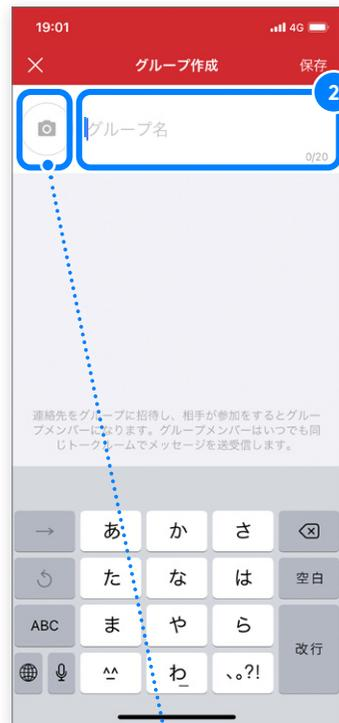 19:01 4G
グループ作成 保存
2
グループ名
0/20
連絡先をグループに招待し、相手が参加をするとグルー
プメンバーになります。グループメンバーはいつでも同
じトークルームでメッセージを送受信します。
→ あ か さ
た な は 空白
ABC ま や ら
改行
^^ わ_ 、。?!